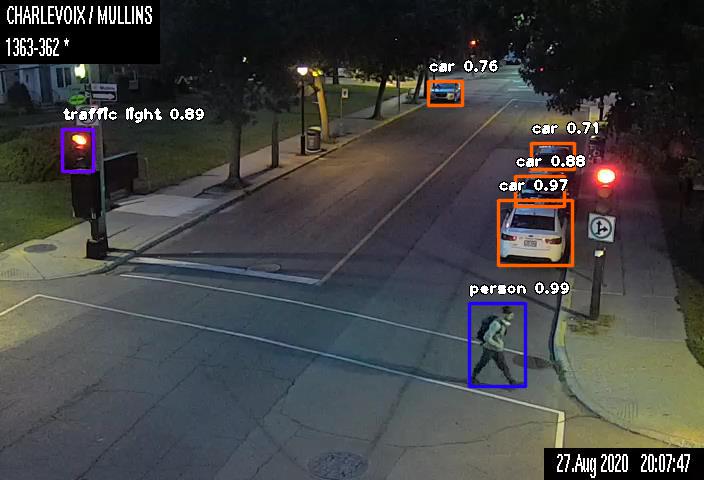 CHARLEVOIX / MULLINS
1363-362 *
car 0.76
traffic light 0.89
car 0.71
car 0.88
car 0.97
person 0.99
27.Aug 2020 20:07:47